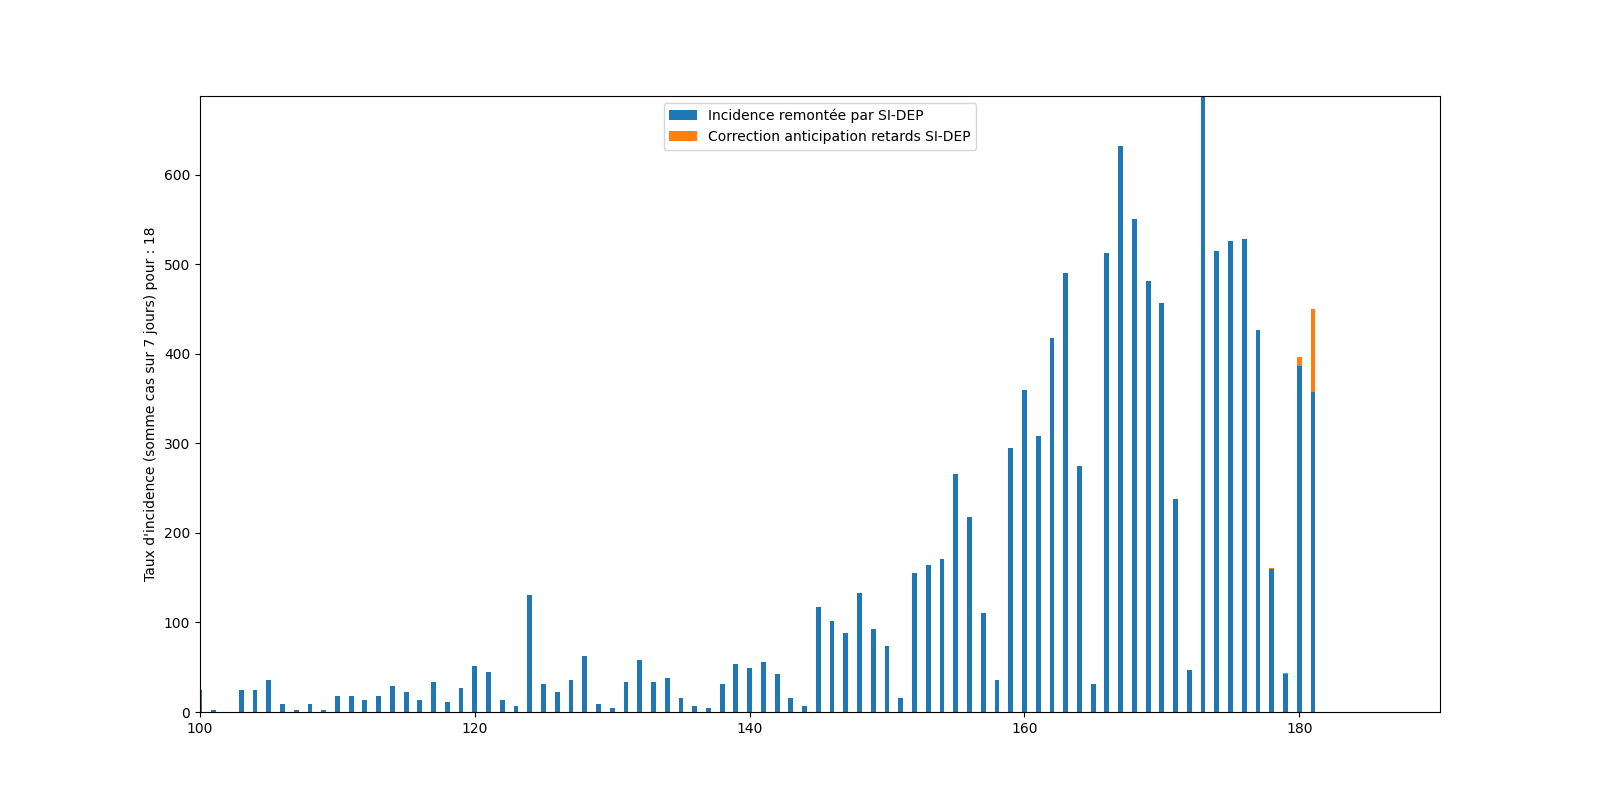 Incidence remontée par SI-DEP
Correction anticipation retards SI-DEP
Taux d'incidence (somme cas sur 7 jours) pour : 18
600
500
400
300
200
100
0
100 120 140 160 180